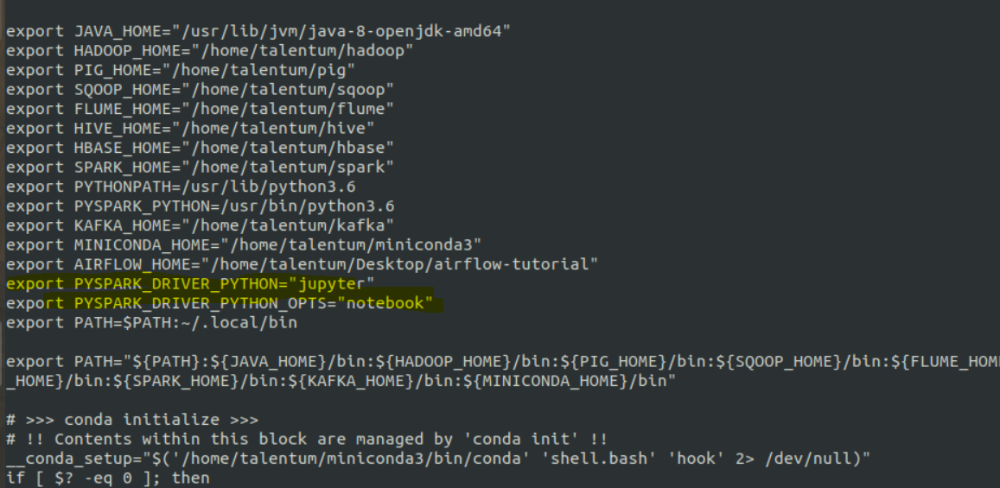 export JAVA_HOME="/usr/lib/jvm/java-8-openjdk-amd64"
export HADOOP_HOME="/home/talentum/hadoop"
export PIG_HOME="/home/talentum/pig"
export SQOOP_HOME="/home/talentum/sqoop"
export FLUME_HOME="/home/talentum/flume"
export HIVE_HOME="/home/talentum/hive"
export HBASE_HOME="/home/talentum/hbase"
export SPARK_HOME="/home/talentum/spark"
export PYTHONPATH=/usr/lib/python3.6
export PYSPARK_PYTHON=/usr/bin/python3.6
export KAFKA_HOME="/home/talentum/kafka"
export MINICONDA_HOME="/home/talentum/miniconda3"
export AIRFLOW_HOME="/home/talentum/Desktop/airflow-tutorial"
export PYSPARK_DRIVER_PYTHON="jupyter"
export PYSPARK_DRIVER_PYTHON_OPTS="notebook"
export PATH=$PATH:~/.local/bin
export PATH="${PATH}:${JAVA_HOME}/bin:${HADOOP_HOME}/bin:${PIG_HOME}/bin:${SQOOP_HOME}/bin:${FLUME_HOM
_HOME}/bin:${SPARK_HOME}/bin:${KAFKA_HOME}/bin:${MINICONDA_HOME}/bin"
# >>> conda initialize >>>
# !! Contents within this block are managed by 'conda init' !!
__conda_setup="$('/home/talentum/miniconda3/bin/conda' 'shell.bash' 'hook' 2> /dev/null)"
if [ $? -eq 0 ]; then